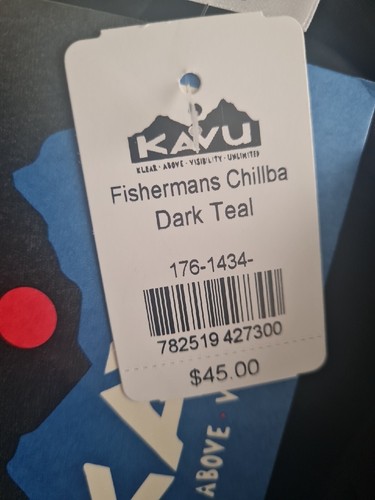 KAVU
KLEAR · ABOVE · VISIBILITY · UNLIMITED
Fishermans Chillba
Dark Teal
176-1434-
782519 427300
$45.00
ABOVE ·